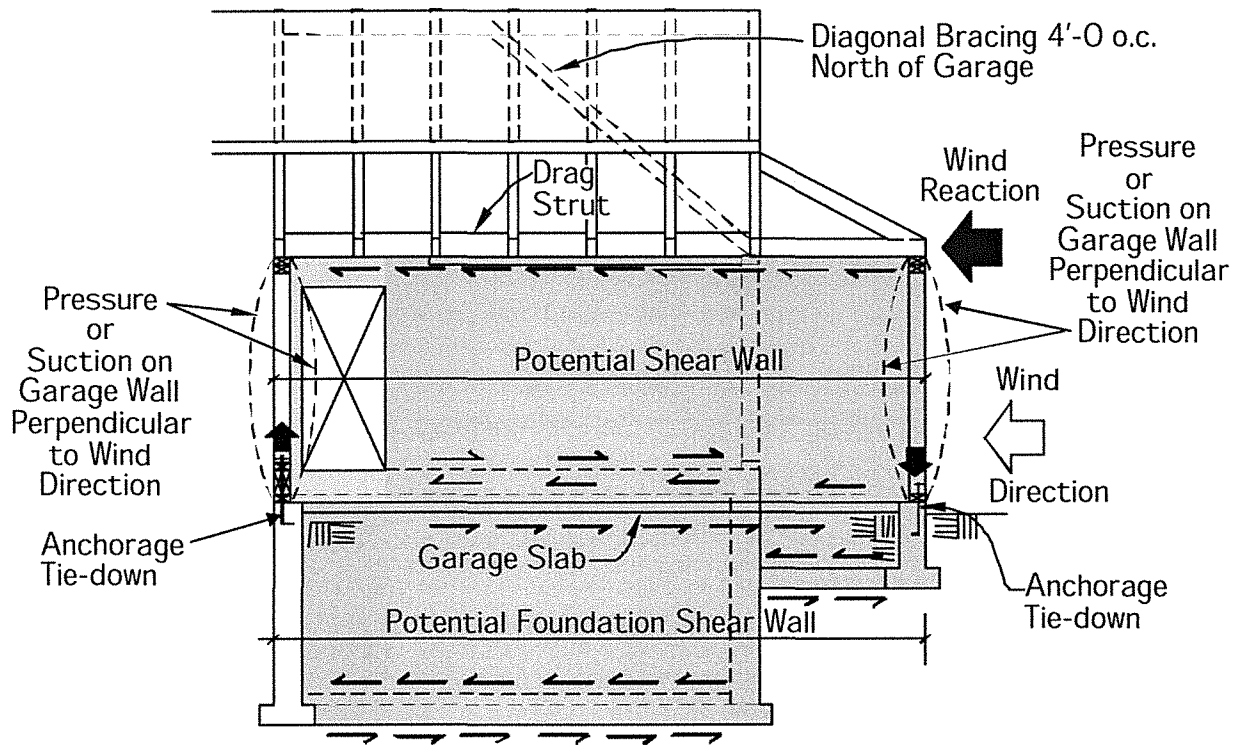 Diagonal Bracing 4'-0 o.c.
North of Garage
Drag
Strut
Wind
Reaction
Pressure
or
Suction on
Garage Wall
Perpendicular
to Wind
Direction
Pressure
or
Suction on
Garage Wall
Perpendicular
to Wind
Direction
Potential Shear Wall
Wind
Direction
Anchorage
Tie-down
Garage Slab
Anchorage
Tie-down
Potential Foundation Shear Wall